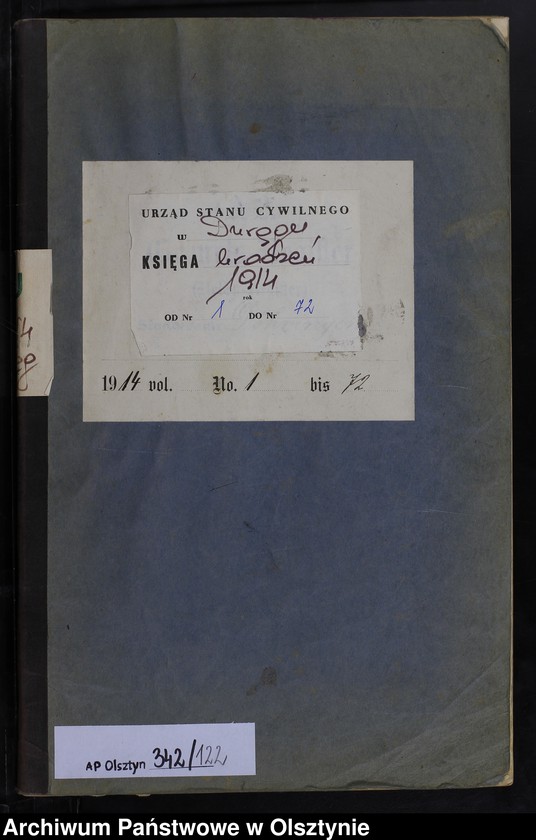 URZĄD STANU CYWILNEGO
w Durągu
KSIĘGA urodzeń
1914
rok
OD Nr 1 DO Nr 72
1914 vol. No. 1 bis 72
AP Olsztyn 342/122
Archiwum Państwowe w Olsztynie